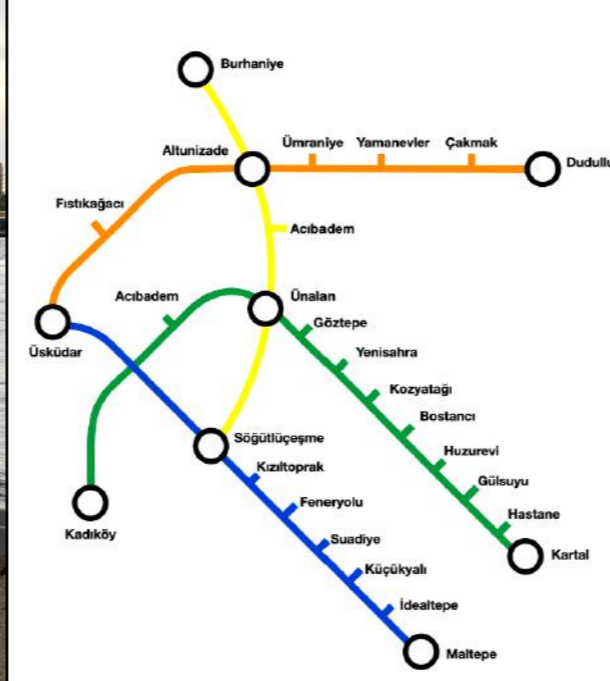 Burhaniye
Altunizade
Ümraniye
Yamanevler
Çakmak
Dudullu
Fıstıkağacı
Acıbadem
Acıbadem
Ünalan
Göztepe
Üsküdar
Yenisahra
Kozyatağı
Bostancı
Söğütlüçeşme
Huzurevi
Kızıltoprak
Gülsuyu
Feneryolu
Hastane
Kadıköy
Suadiye
Kartal
Küçükyalı
İdealtepe
Maltepe